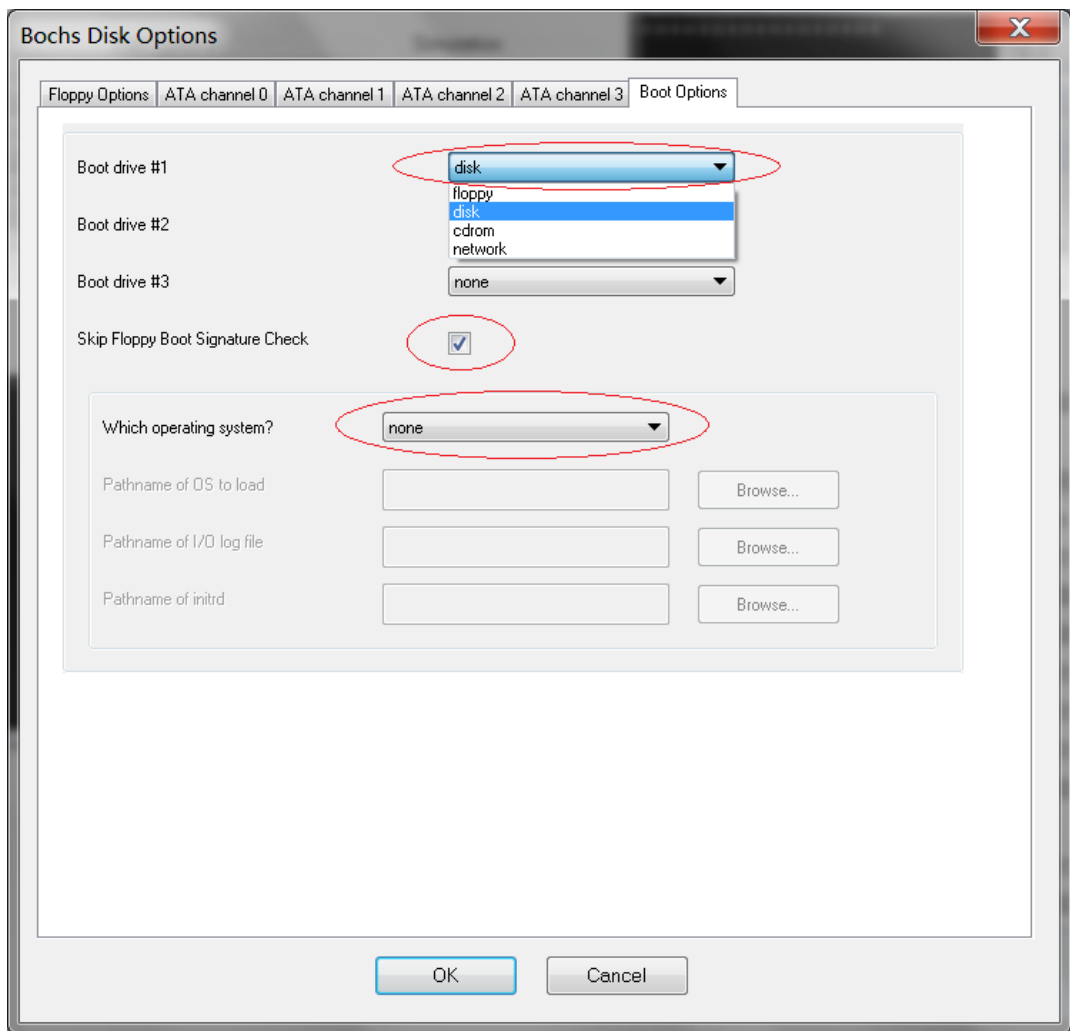 Bochs Disk Options
X
Floppy Options ATA channel 0 ATA channel 1 ATA channel 2 ATA channel 3 Boot Options
Boot drive #1 disk
floppy
disk
Boot drive #2 cdrom
network
Boot drive #3 none
Skip Floppy Boot Signature Check
Which operating system? none
Pathname of OS to load Browse...
Pathname of I/O log file Browse...
Pathname of initrd Browse...
OK Cancel